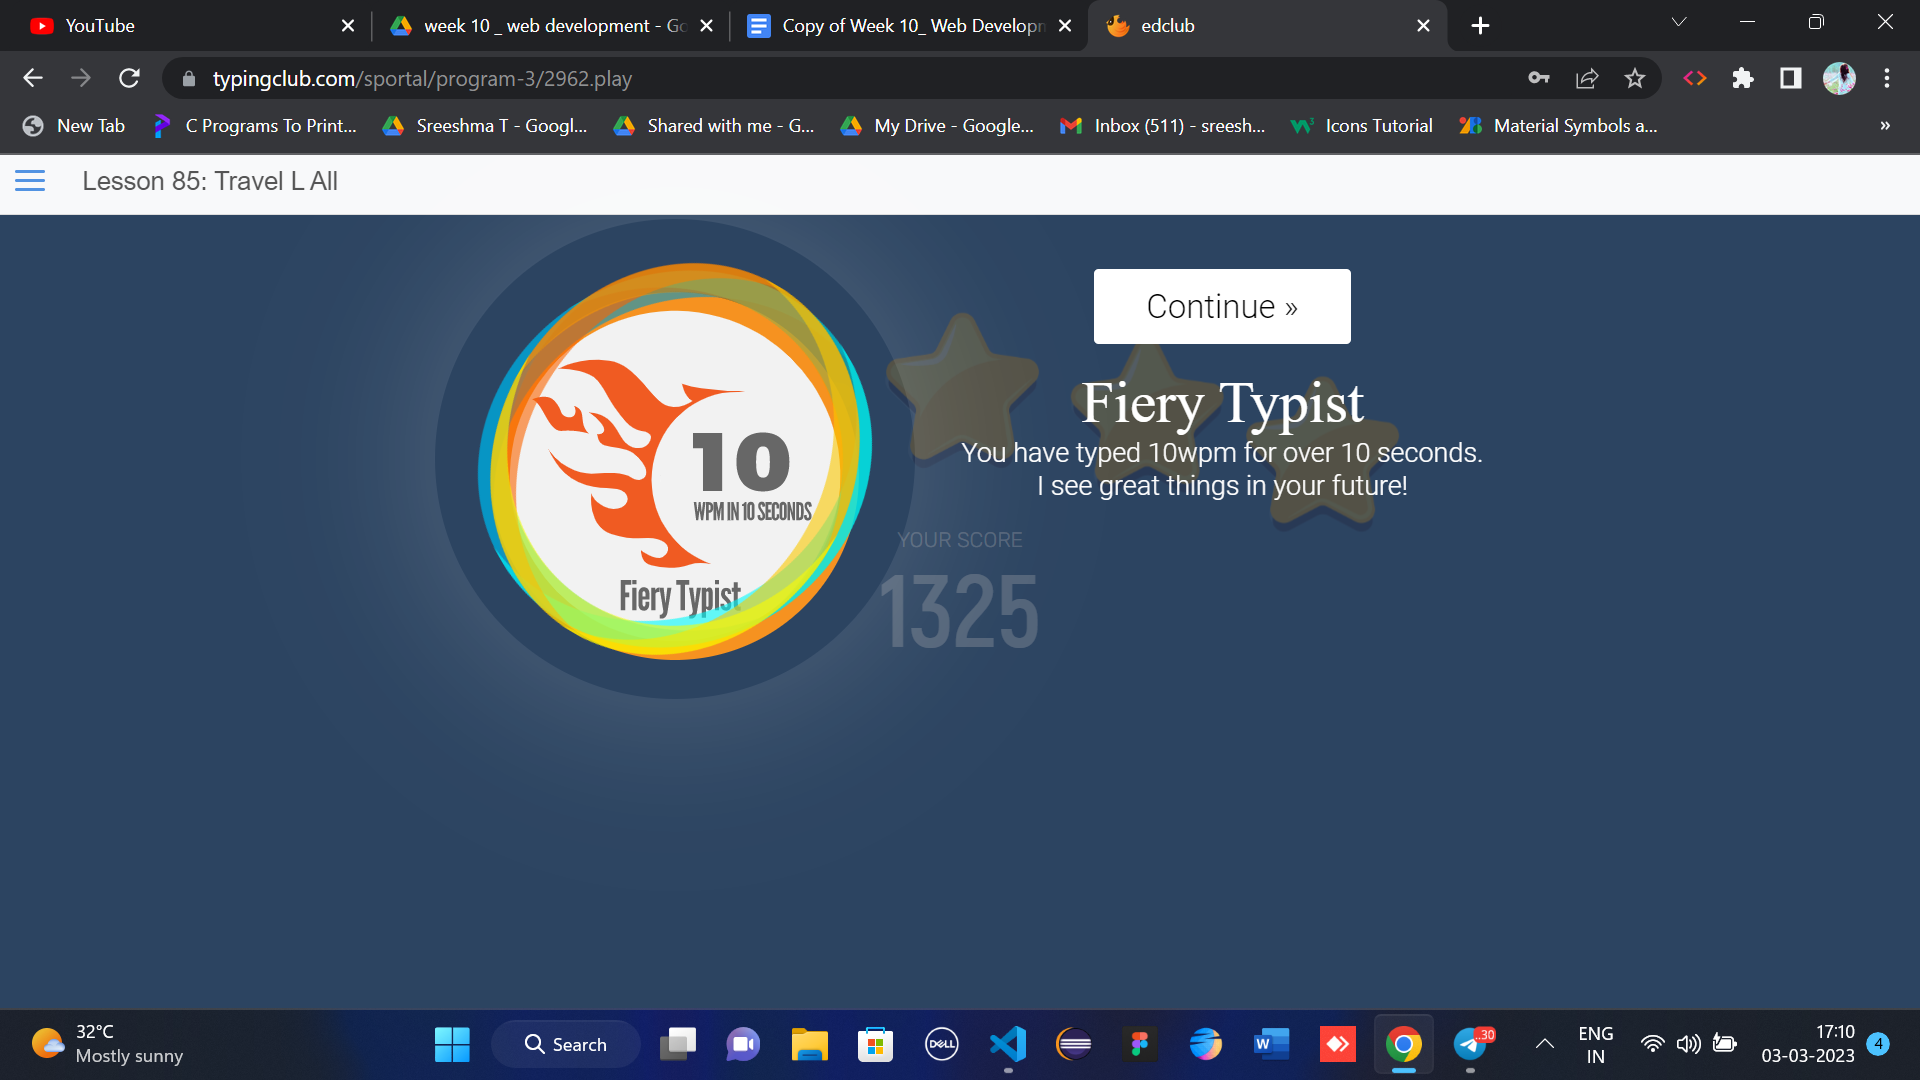 YouTube
week 10 _ web development - Go
Copy of Week 10_ Web Developm
edclub
typingclub.com/sportal/program-3/2962.play
New Tab
C Programs To Print...
Sreeshma T - Googl...
Shared with me - G...
My Drive - Google...
Inbox (511) - sreesh...
Icons Tutorial
Material Symbols a...
»
Lesson 85: Travel L All
Continue »
10
WPM IN 10 SECONDS
Fiery Typist
Fiery Typist
You have typed 10wpm for over 10 seconds.
I see great things in your future!
YOUR SCORE
1325
32°C
Mostly sunny
Search
DELL
W
..30
ENG
IN
17:10
03-03-2023
4